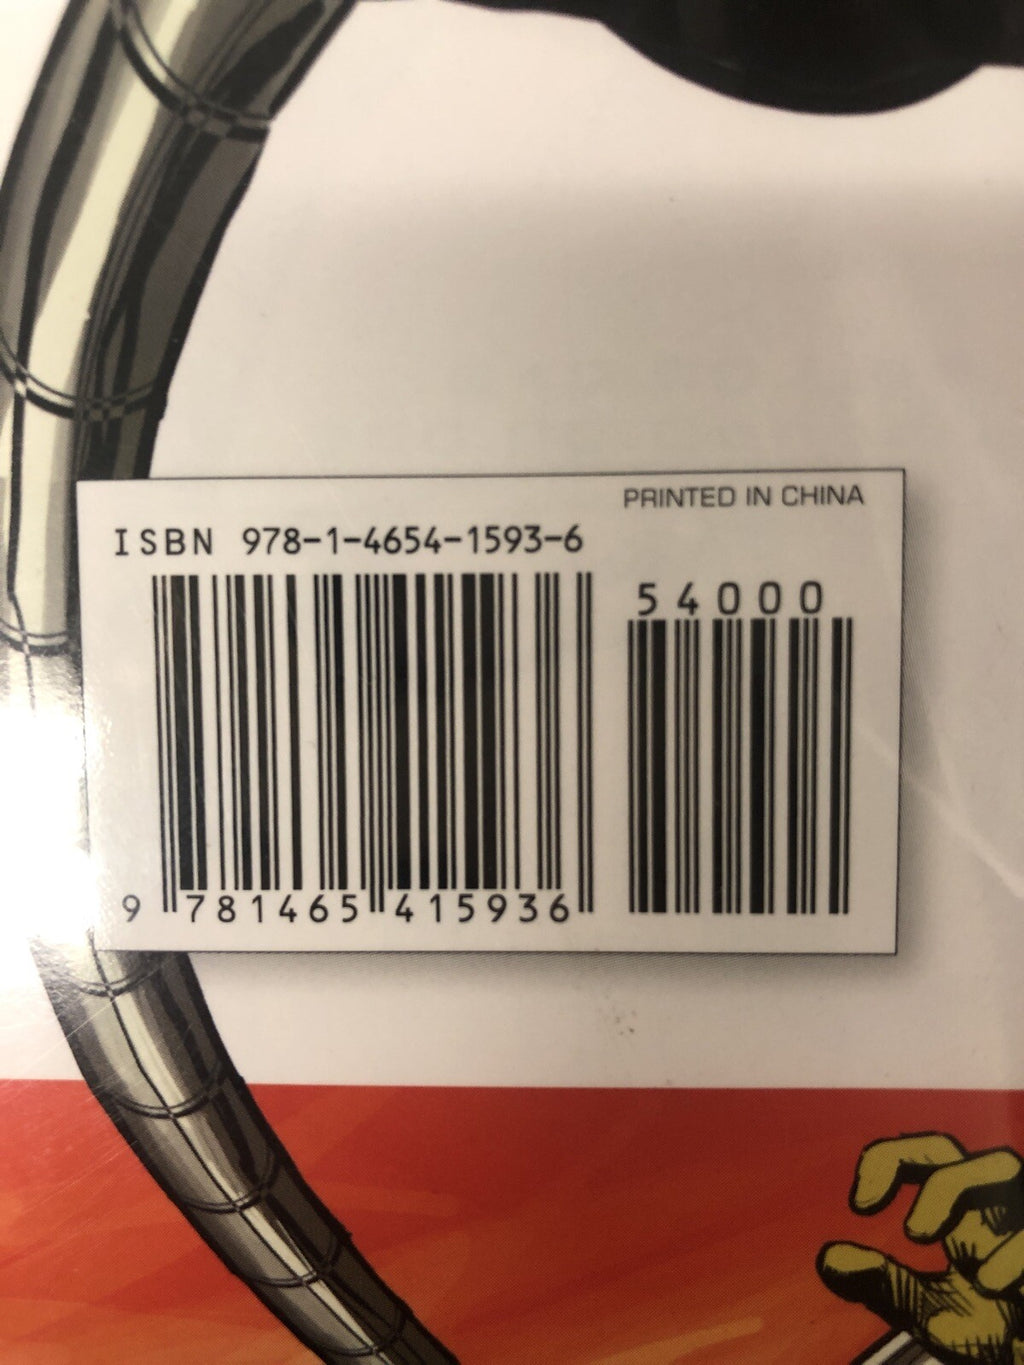 PRINTED IN CHINA
ISBN 978-1-4654-1593-6
54000
9 781465 415936